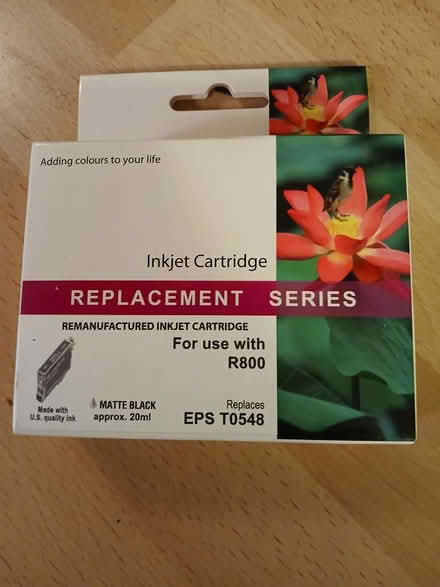 Adding colours to your life
Inkjet Cartridge
REPLACEMENT SERIES
REMANUFACTURED INKJET CARTRIDGE
For use with
R800
Made with
U.S. quality ink
MATTE BLACK
approx. 20ml
Replaces
EPS T0548